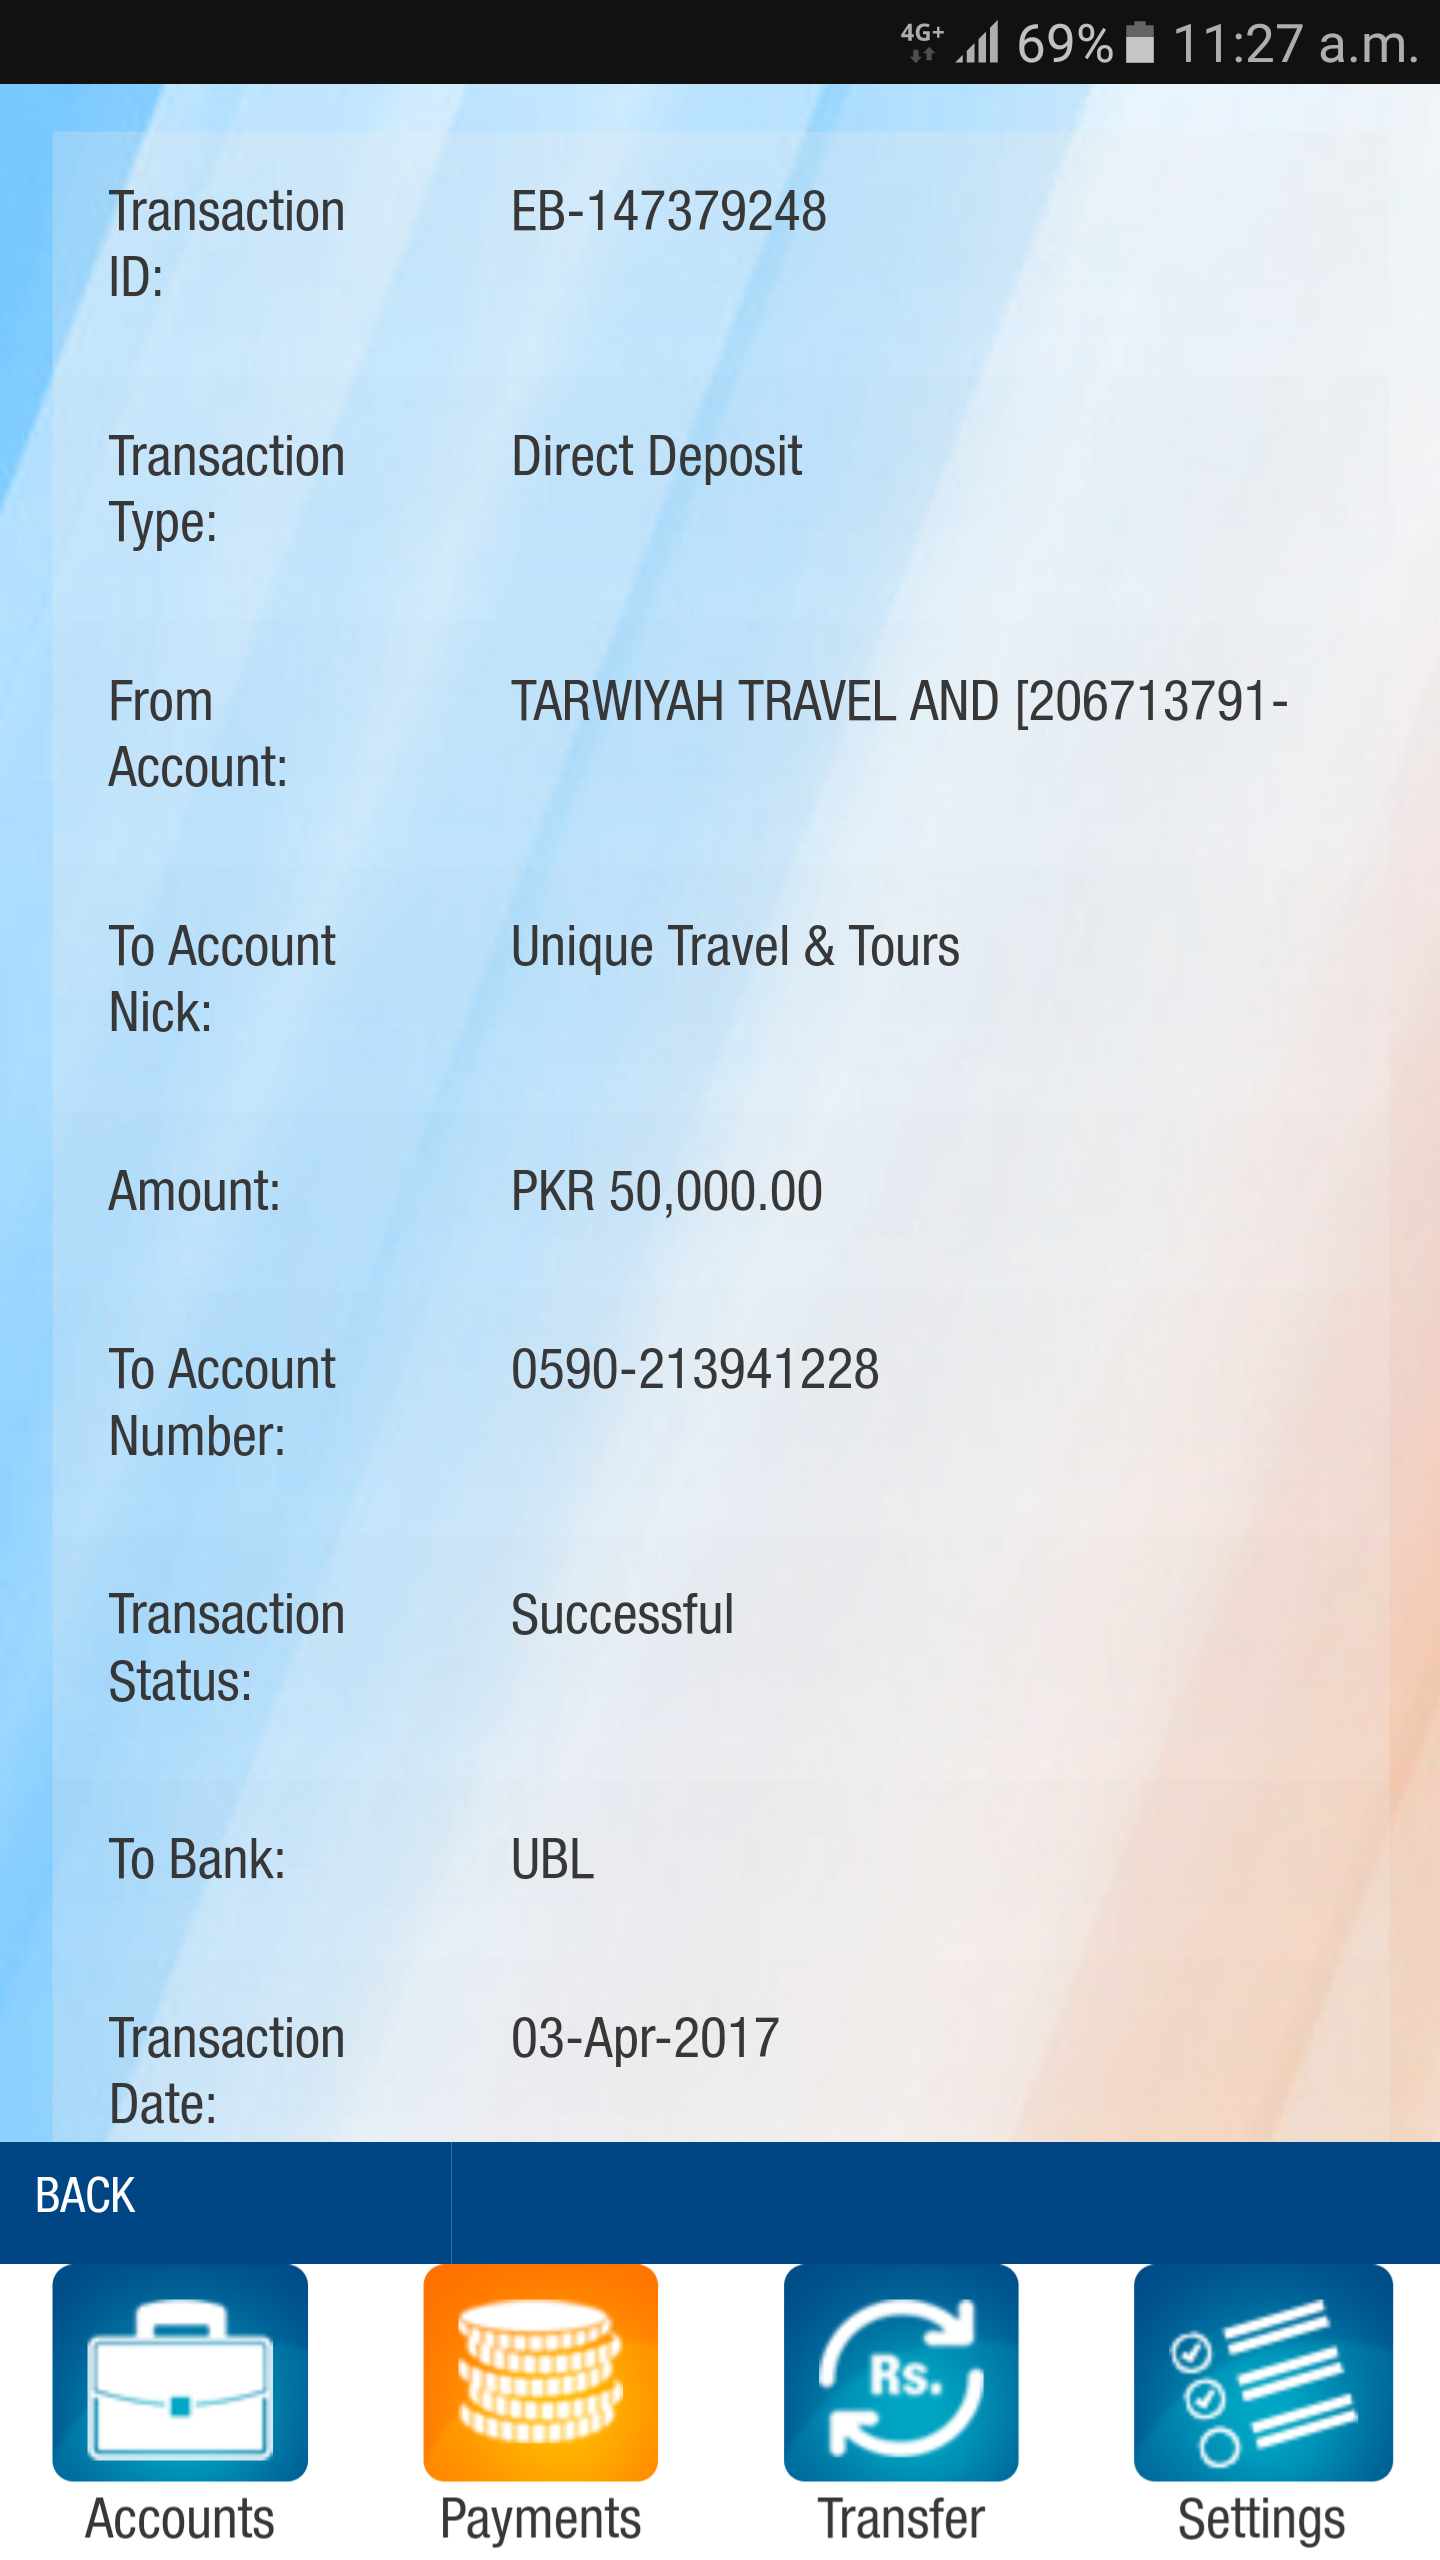 4G+ 69% 11:27 a.m.
Transaction ID: EB-147379248
Transaction Type: Direct Deposit
From Account: TARWIYAH TRAVEL AND [206713791-
To Account Nick: Unique Travel & Tours
Amount: PKR 50,000.00
To Account Number: 0590-213941228
Transaction Status: Successful
To Bank: UBL
Transaction Date: 03-Apr-2017
BACK
Rs.
Accounts Payments Transfer Settings